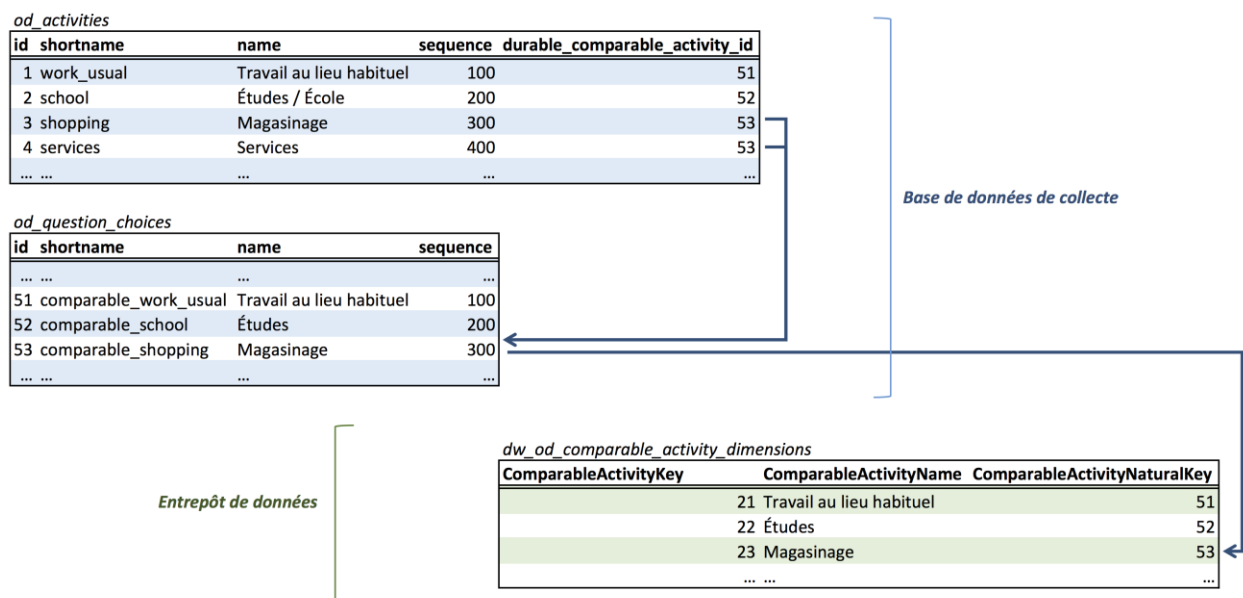 od_activities
id shortname name sequence durable_comparable_activity_id
1 work_usual Travail au lieu habituel 100 51
2 school Études / École 200 52
3 shopping Magasinage 300 53
4 services Services 400 53
... ... ... ... ...
Base de données de collecte
od_question_choices
id shortname name sequence
... ... ... ...
51 comparable_work_usual Travail au lieu habituel 100
52 comparable_school Études 200
53 comparable_shopping Magasinage 300
... ... ... ...
Entrepôt de données
dw_od_comparable_activity_dimensions
ComparableActivityKey ComparableActivityName ComparableActivityNaturalKey
21 Travail au lieu habituel 51
22 Études 52
23 Magasinage 53
... ... ...